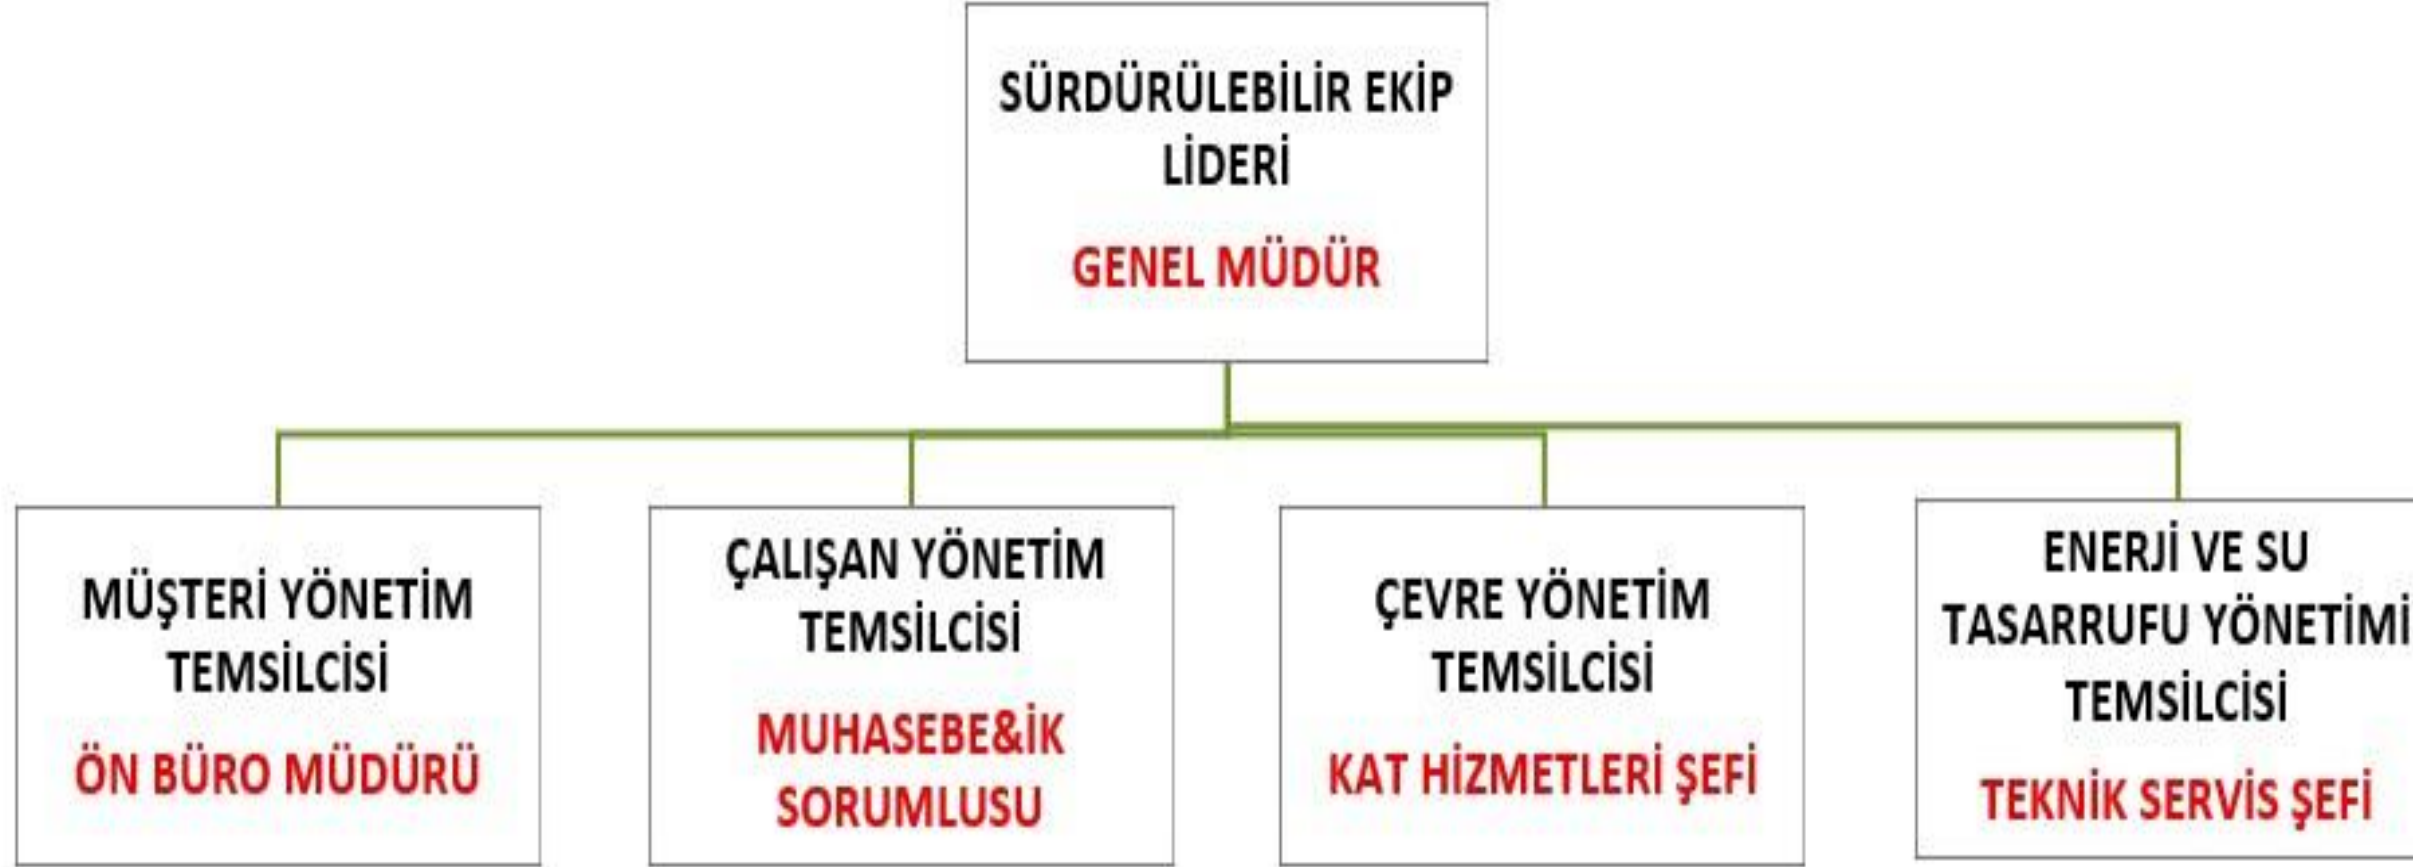 SÜRDÜRÜLEBİLİR EKİP
LİDERİ
GENEL MÜDÜR
MÜŞTERİ YÖNETİM
TEMSİLCİSİ
ÖN BÜRO MÜDÜRÜ
ÇALIŞAN YÖNETİM
TEMSİLCİSİ
MUHASEBE&İK
SORUMLUSU
ÇEVRE YÖNETİM
TEMSİLCİSİ
KAT HİZMETLERİ ŞEFİ
ENERJİ VE SU
TASARRUFU YÖNETİMİ
TEMSİLCİSİ
TEKNİK SERVİS ŞEFİ